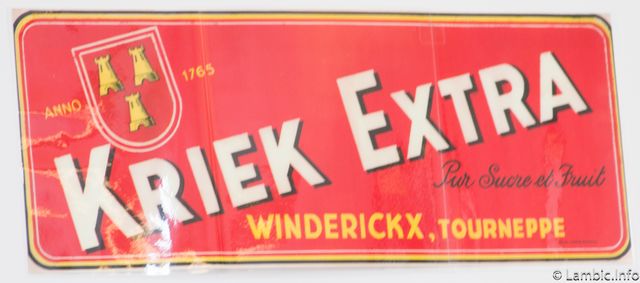 ANNO 1765
KRIEK EXTRA
Pur Sucre et Fruit
WINDERICKX, TOURNEPPE
© Lambic.Info